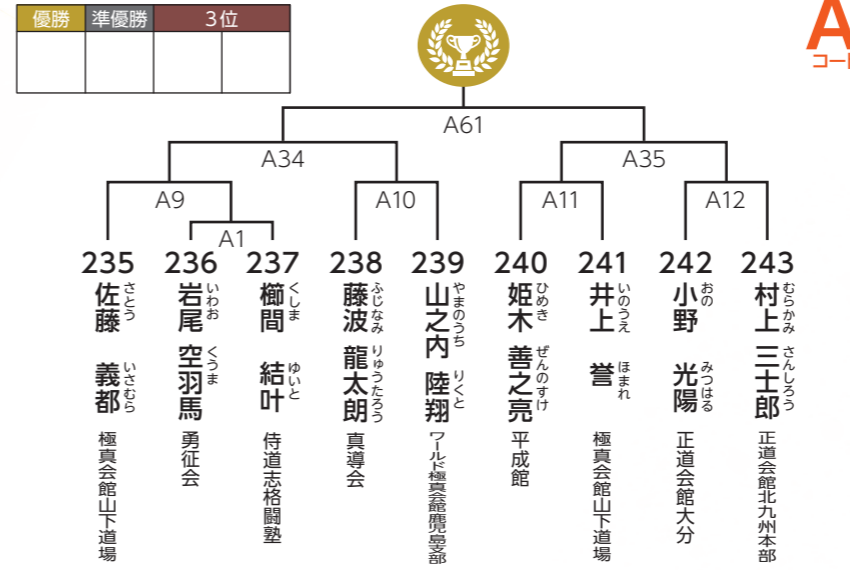 優勝 準優勝 3位
A
コート
A61
A34 A35
A9 A10 A11 A12
A1
235 236 237 238 239 240 241 242 243
佐藤 義都
さとう いさむら
極真会館山下道場
岩尾 空羽馬
いわお くうま
勇征会
櫛間 結叶
くしま ゆいと
侍道志格闘塾
藤波 龍太朗
ふじなみ りゅうたろう
真導会
山之内 陸翔
やまのうち りくと
ワールド極真会館鹿児島支部
姫木 善之亮
ひめき ぜんのすけ
平成館
井上 誉
いのうえ ほまれ
極真会館山下道場
小野 光陽
おの みつはる
正道会館大分
村上 三士郎
むらかみ さんしろう
正道会館北九州本部